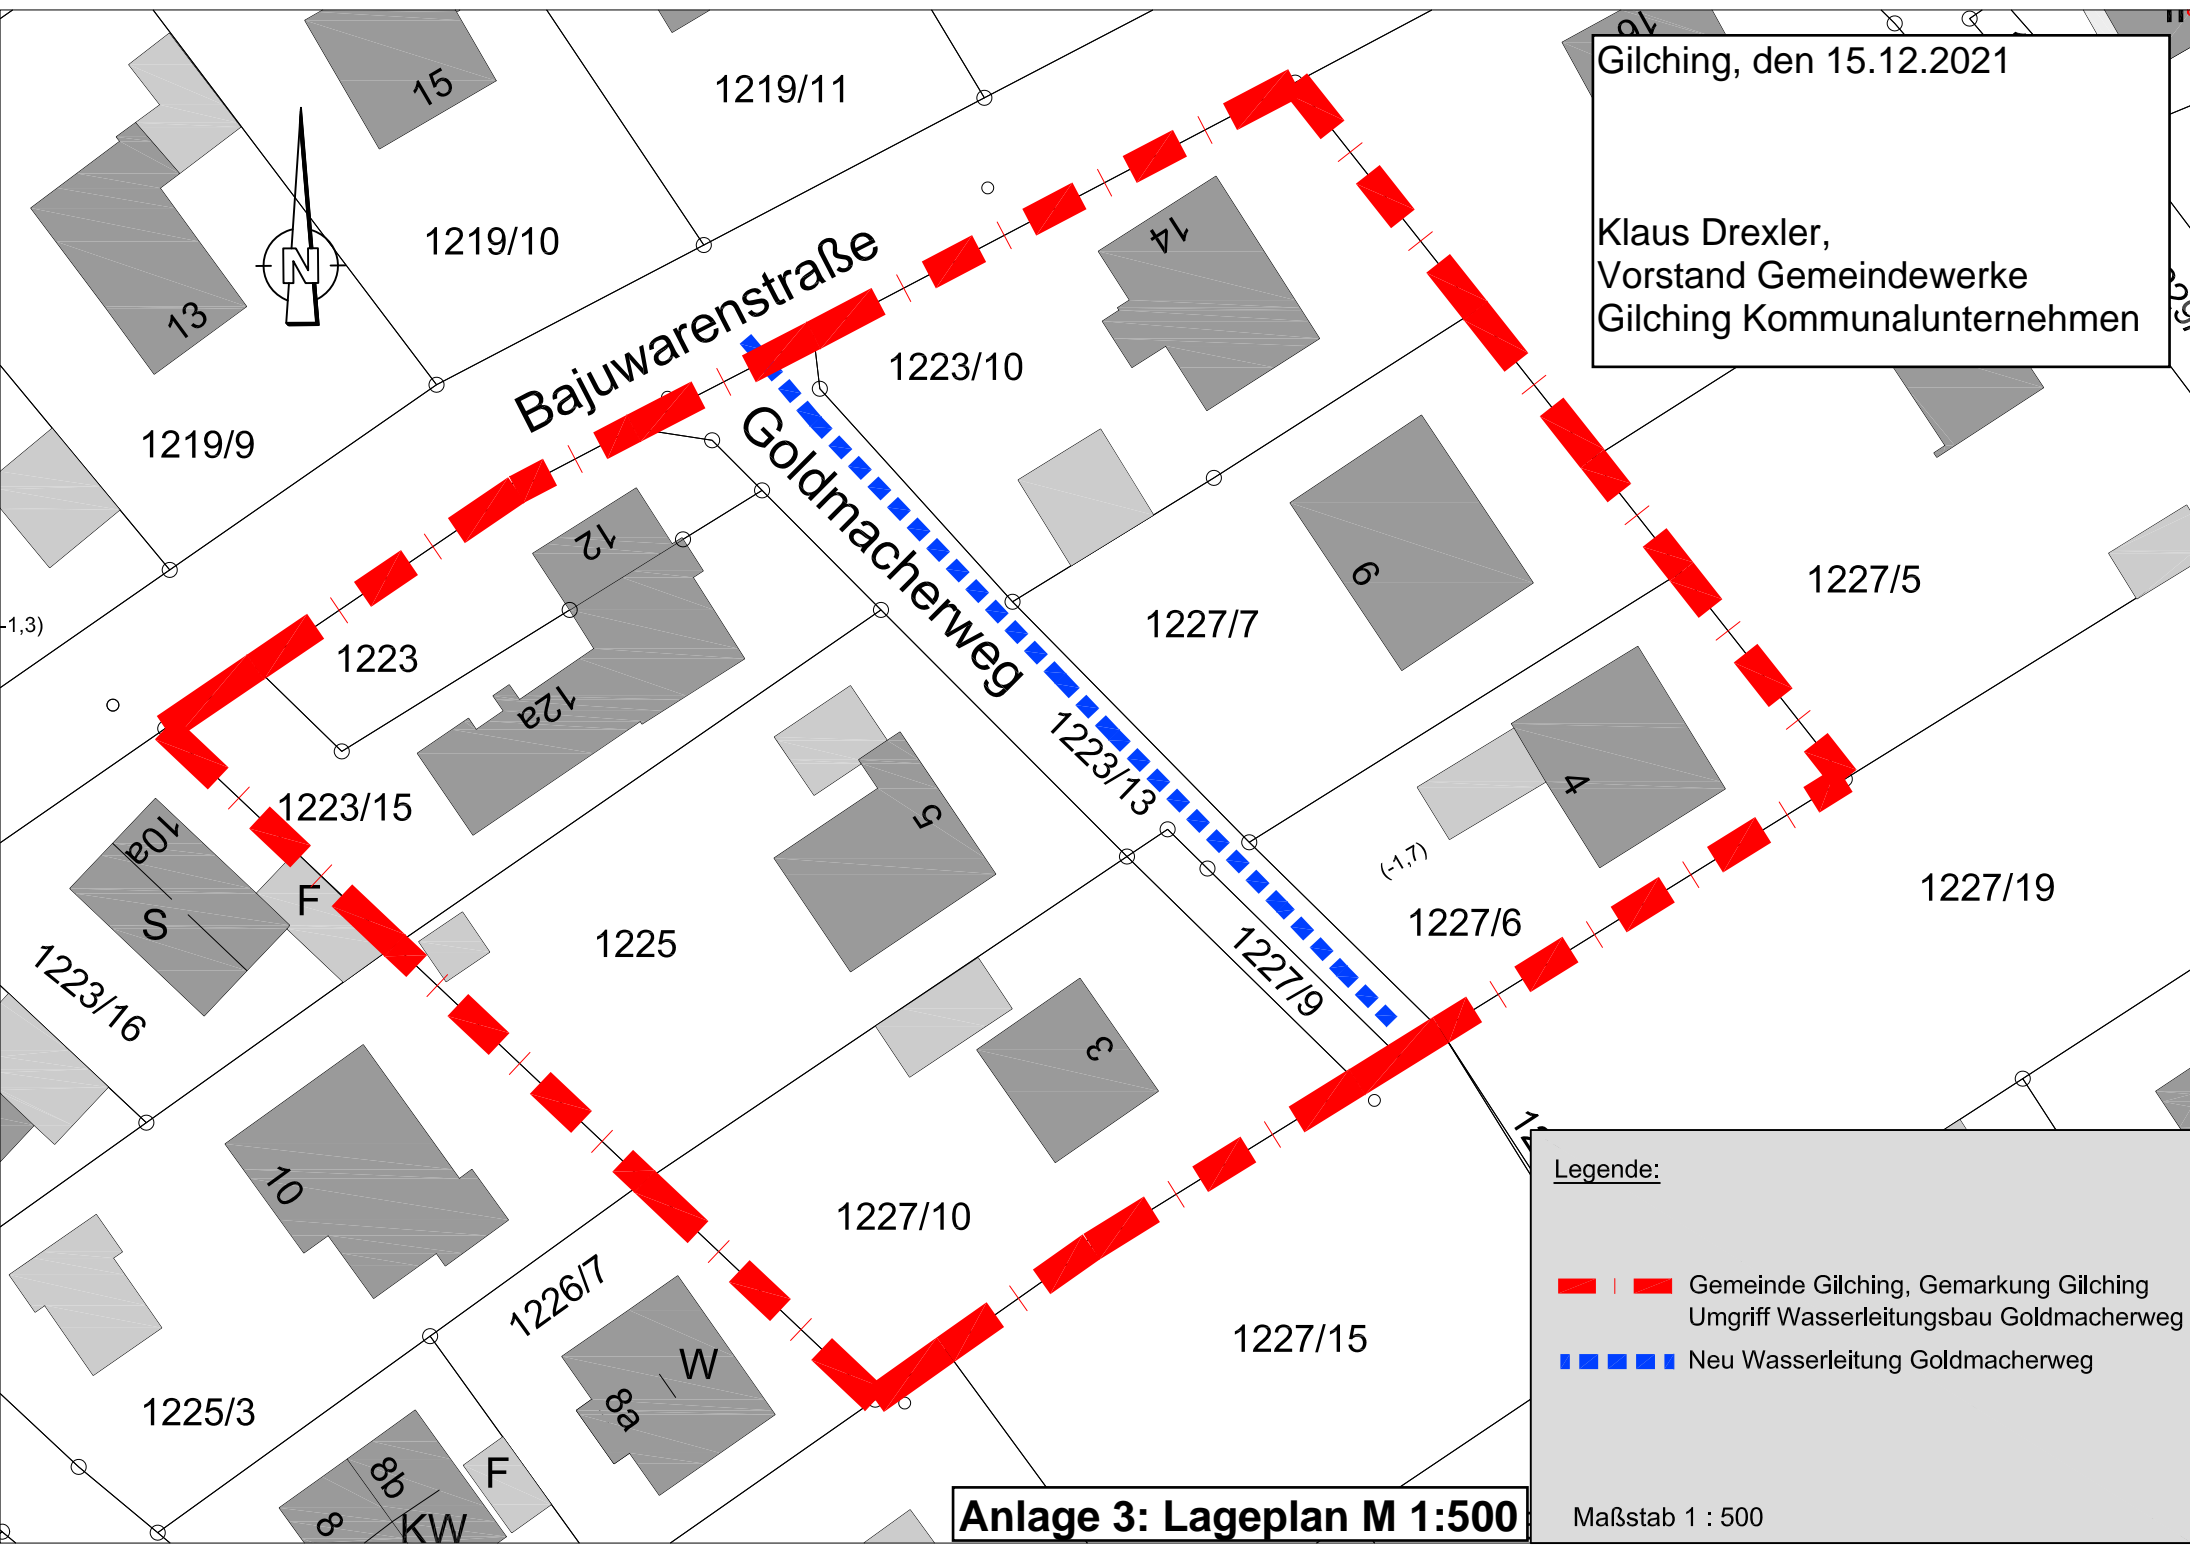 Gilching, den 15.12.2021
Klaus Drexler,
Vorstand Gemeindewerke
Gilching Kommunalunternehmen
16
15
1219/11
14
13
N
1219/10
Bajuwarenstraße
1223/10
1219/9
Goldmacherweg
12
6
1227/5
-1,3)
1223
1227/7
12a
1223/13
4
1223/15
5
10a
S
F
(-1,7)
1227/19
1225
1227/6
1223/16
1227/9
3
10
1227/10
1226/7
1227/15
W
8a
1225/3
8b
F
8
KW
Legende:
Gemeinde Gilching, Gemarkung Gilching
Umgriff Wasserleitungsbau Goldmacherweg
Neu Wasserleitung Goldmacherweg
Maßstab 1 : 500
Anlage 3: Lageplan M 1:500